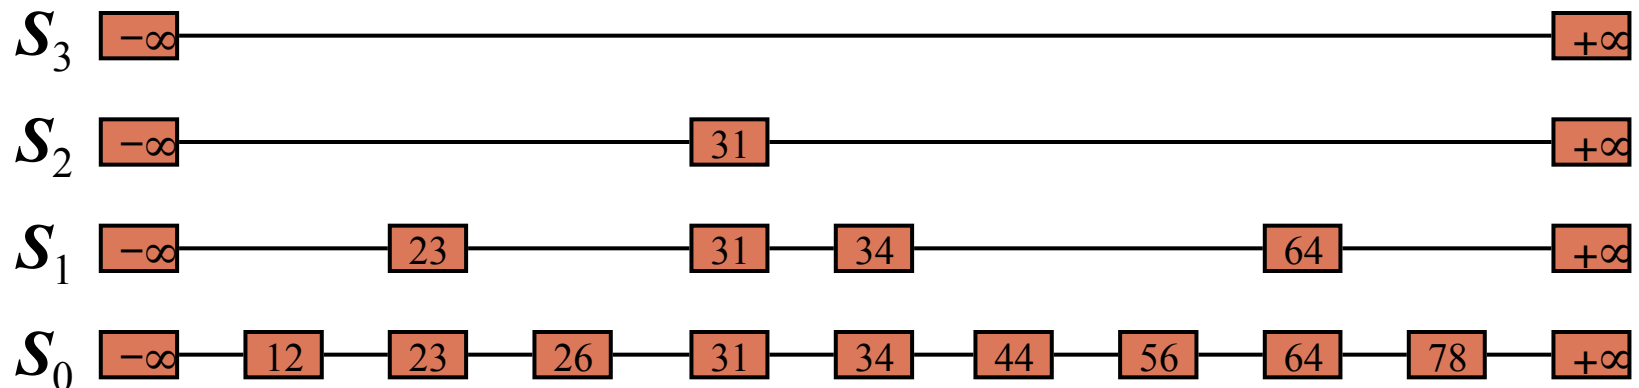 S3 −∞ +∞
S2 −∞ 31 +∞
S1 −∞ 23 31 34 64 +∞
S0 −∞ 12 23 26 31 34 44 56 64 78 +∞